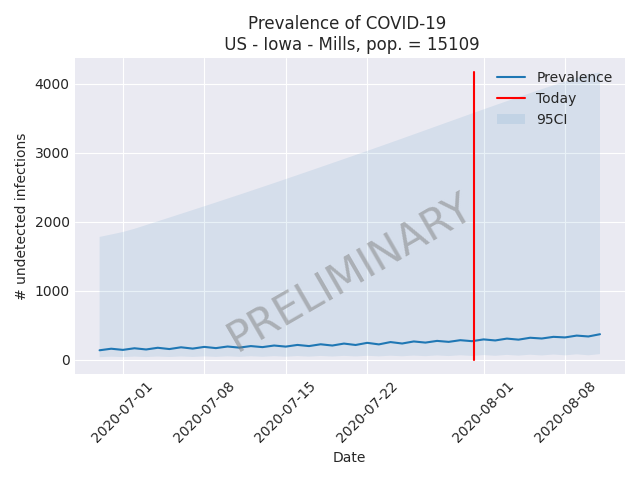 Prevalence of COVID-19
US - Iowa - Mills, pop. = 15109
Prevalence
Today
95CI
4000
3000
2000
1000
0
# undetected infections
PRELIMINARY
2020-07-01
2020-07-08
2020-07-15
2020-07-22
2020-08-01
2020-08-08
Date